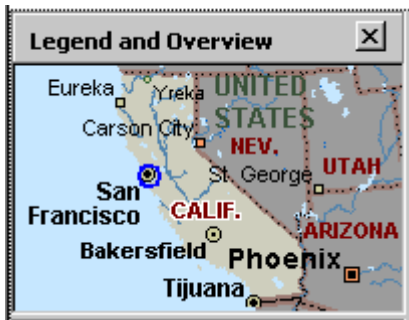 Legend and Overview
Eureka
Yreka
UNITED
STATES
Carson City
NEV.
UTAH
St. George
San
Francisco
CALIF.
ARIZONA
Bakersfield
Phoenix
Tijuana